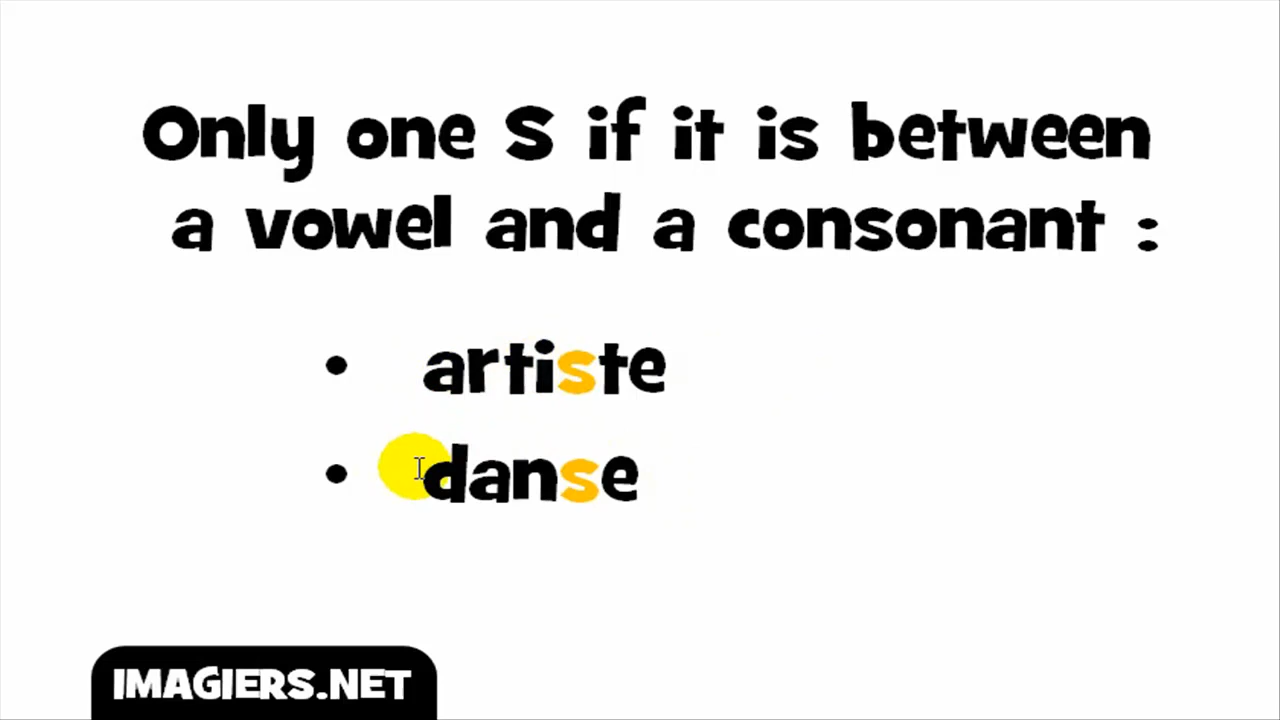 Only one S if it is between
a vowel and a consonant :
• artiste
• danse
IMAGIERS.NET